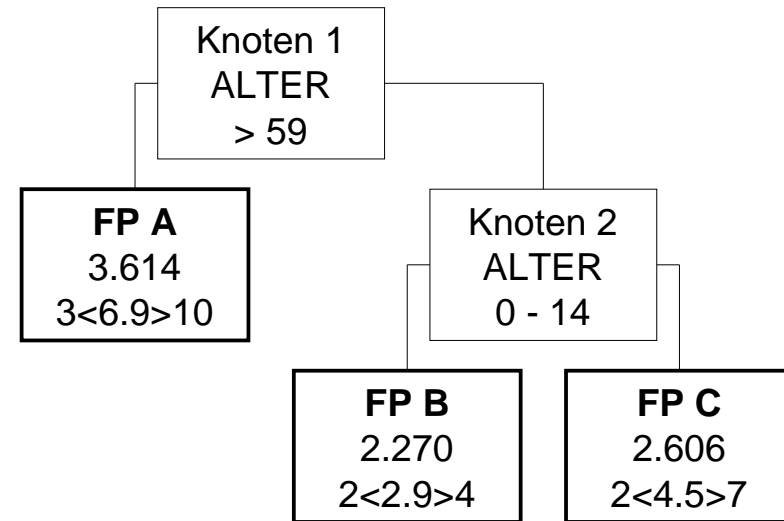 Knoten 1
ALTER
> 59
FP A
3.614
3<6.9>10
Knoten 2
ALTER
0 - 14
FP B
2.270
2<2.9>4
FP C
2.606
2<4.5>7